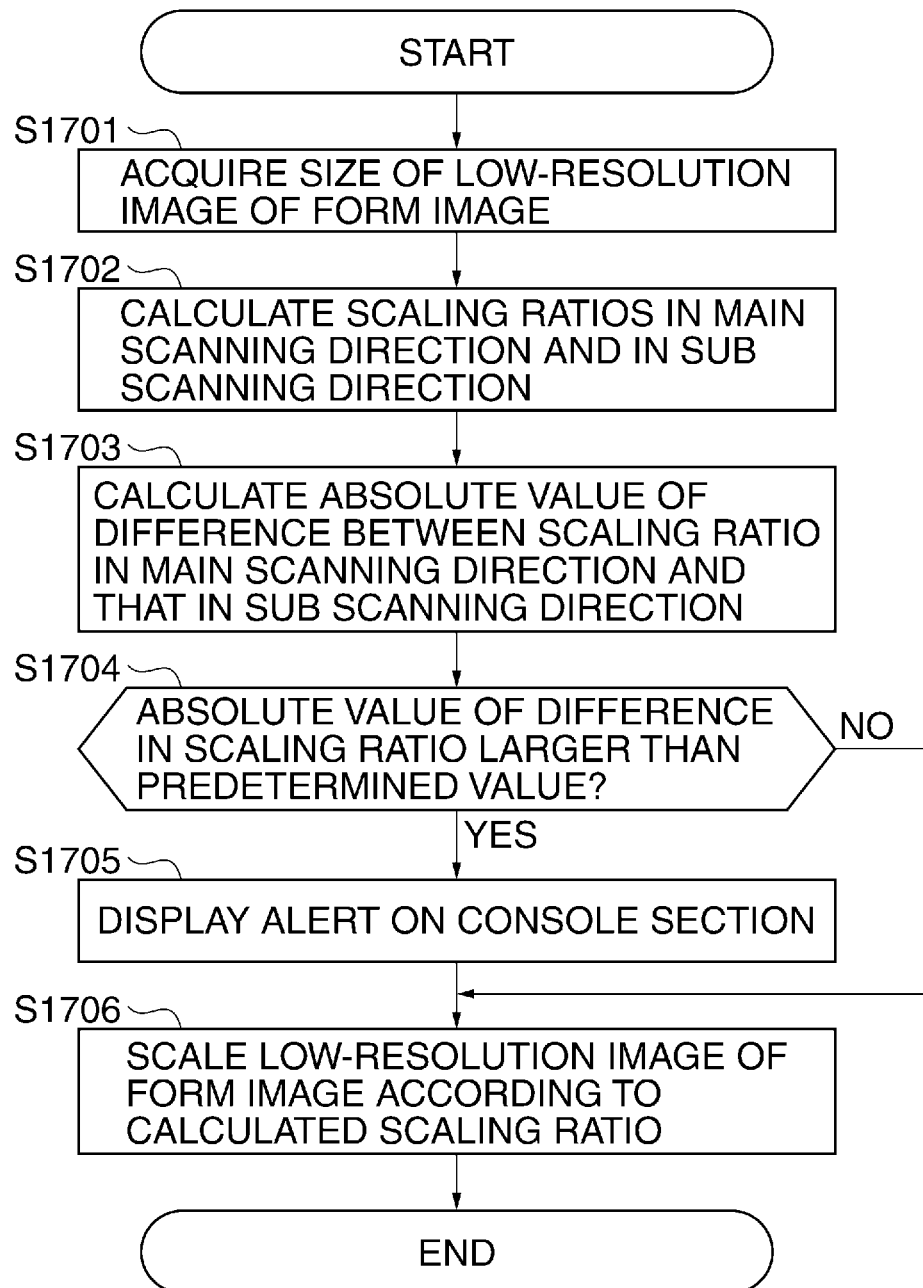 START
S1701
ACQUIRE SIZE OF LOW-RESOLUTION
IMAGE OF FORM IMAGE
S1702
CALCULATE SCALING RATIOS IN MAIN
SCANNING DIRECTION AND IN SUB
SCANNING DIRECTION
S1703
CALCULATE ABSOLUTE VALUE OF
DIFFERENCE BETWEEN SCALING RATIO
IN MAIN SCANNING DIRECTION AND
THAT IN SUB SCANNING DIRECTION
S1704
ABSOLUTE VALUE OF DIFFERENCE
IN SCALING RATIO LARGER THAN
PREDETERMINED VALUE?
NO
YES
S1705
DISPLAY ALERT ON CONSOLE SECTION
S1706
SCALE LOW-RESOLUTION IMAGE OF
FORM IMAGE ACCORDING TO
CALCULATED SCALING RATIO
END